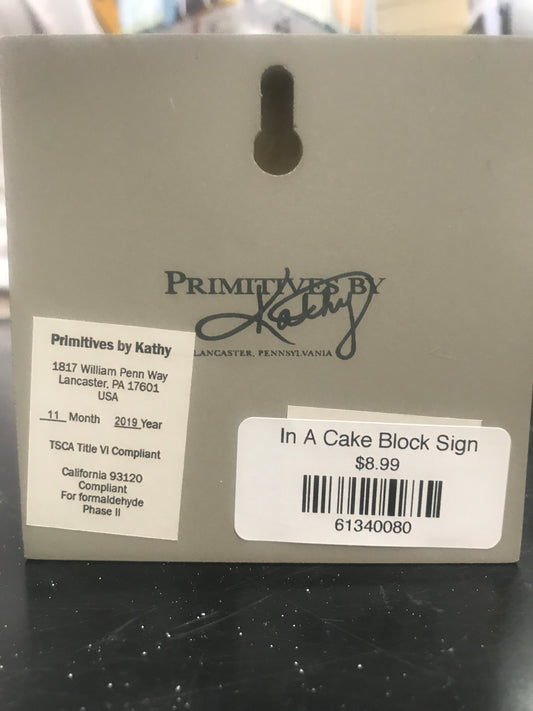 PRIMITIVES BY
Kathy
LANCASTER, PENNSYLVANIA
Primitives by Kathy
1817 William Penn Way
Lancaster, PA 17601
USA
11 Month 2019 Year
TSCA Title VI Compliant
California 93120
Compliant
For formaldehyde
Phase II
In A Cake Block Sign
$8.99
61340080